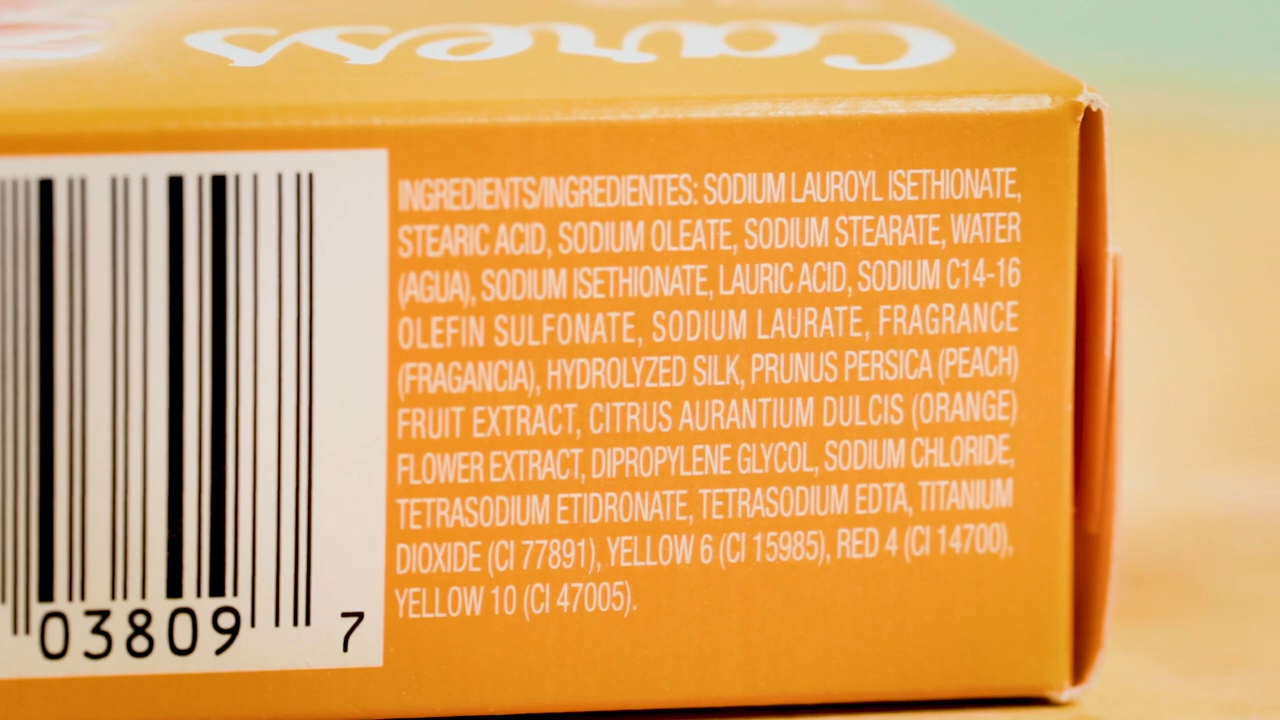 Caress
INGREDIENTS/INGREDIENTES: SODIUM LAUROYL ISETHIONATE,
STEARIC ACID, SODIUM OLEATE, SODIUM STEARATE, WATER
(AGUA), SODIUM ISETHIONATE, LAURIC ACID, SODIUM C14-16
OLEFIN SULFONATE, SODIUM LAURATE, FRAGRANCE
(FRAGANCIA), HYDROLYZED SILK, PRUNUS PERSICA (PEACH)
FRUIT EXTRACT, CITRUS AURANTIUM DULCIS (ORANGE)
FLOWER EXTRACT, DIPROPYLENE GLYCOL, SODIUM CHLORIDE,
TETRASODIUM ETIDRONATE, TETRASODIUM EDTA, TITANIUM
DIOXIDE (CI 77891), YELLOW 6 (CI 15985), RED 4 (CI 14700),
YELLOW 10 (CI 47005).
03809 7